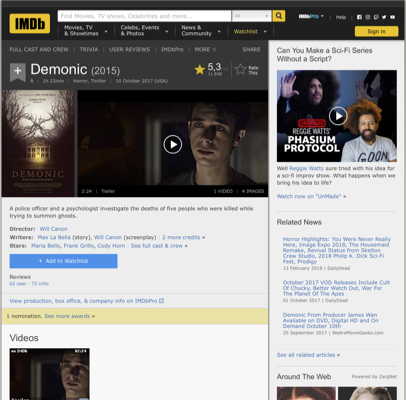 IMDb
Find Movies, TV shows, Celebrities and more...
All
IMDbPro | Help
Movies, TV & Showtimes
Celebs, Events & Photos
News & Community
Watchlist
Sign in
FULL CAST AND CREW | TRIVIA | USER REVIEWS | IMDbPro | MORE
SHARE
Demonic (2015)
1h 23min | Horror, Thriller | 10 October 2017 (USA)
5,3
Rate This
DEMONIC
2:24 | Trailer
1 VIDEO | 4 IMAGES
A police officer and a psychologist investigate the deaths of five people who were killed while trying to summon ghosts.
Director: Will Canon
Writers: Max La Bella (story), Will Canon (screenplay) | 2 more credits »
Stars: Maria Bello, Frank Grillo, Cody Horn | See full cast & crew »
+ Add to Watchlist
Reviews
62 user | 72 critic
View production, box office, & company info on IMDbPro
1 nomination. See more awards »
Videos
02:24
Can You Make a Sci-Fi Series Without a Script?
REGGIE WATTS'
PHASIUM
PROTOCOL
Well Reggie Watts sure tried with his idea for a sci-fi improv show. What happens when we bring his idea to life?
Watch now on "UnMade" »
Related News
Horror Highlights: You Were Never Really Here, Image Expo 2018, The Housemaid Remake, Revival Statue from Skelton Crew Studio, 2018 Philip K. Dick Sci-Fi Fest, Prodigy
13 February 2018 | DailyDead
October 2017 VOD Releases Include Cult Of Chucky, Better Watch Out, War For The Planet Of The Apes
01 October 2017 | DailyDead
Demonic From Producer James Wan Available on DVD, Digital HD and On Demand October 10th
25 September 2017 | WeAreMovieGeeks.com
See all related articles »
Around The Web
Powered by ZergNet